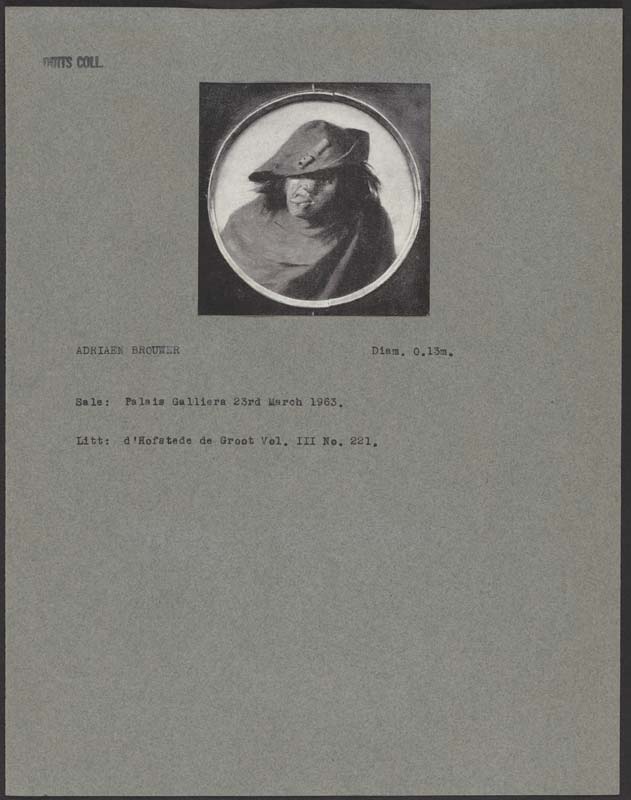 COLL.
ADRIAEN BROUWER Diam. 0.13m.
Sale: Palais Galliera 23rd March 1963.
Litt: d'Hofstede de Groot Vol. III No. 221.